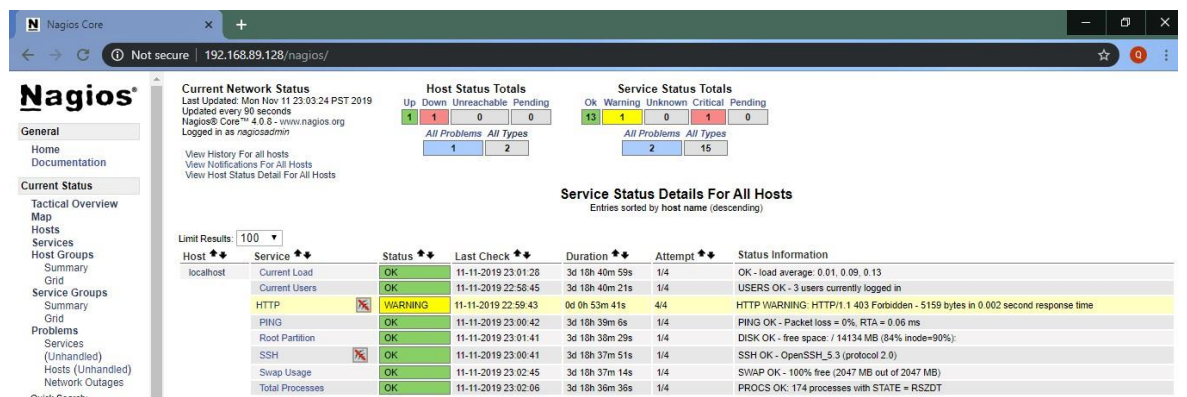 Nagios Core
Not secure | 192.168.89.128/nagios/
Q
Nagios®
General
Home
Documentation
Current Status
Tactical Overview
Map
Hosts
Services
Host Groups
Summary
Grid
Service Groups
Summary
Grid
Problems
Services
(Unhandled)
Hosts (Unhandled)
Network Outages
Quick Search:
Current Network Status
Last Updated: Mon Nov 11 23:03:24 PST 2019
Updated every 90 seconds
Nagios® Core™ 4.0.8 - www.nagios.org
Logged in as nagiosadmin
View History For all hosts
View Notifications For All Hosts
View Host Status Detail For All Hosts
Host Status Totals
Up Down Unreachable Pending
1 1 0 0
All Problems All Types
1 2
Service Status Totals
Ok Warning Unknown Critical Pending
13 1 0 1 0
All Problems All Types
2 15
Service Status Details For All Hosts
Entries sorted by host name (descending)
Limit Results: 100
Host Service Status Last Check Duration Attempt Status Information
localhost Current Load OK 11-11-2019 23:01:28 3d 18h 40m 59s 1/4 OK - load average: 0.01, 0.09, 0.13
Current Users OK 11-11-2019 22:58:45 3d 18h 40m 21s 1/4 USERS OK - 3 users currently logged in
HTTP WARNING 11-11-2019 22:59:43 0d 0h 53m 41s 4/4 HTTP WARNING: HTTP/1.1 403 Forbidden - 5159 bytes in 0.002 second response time
PING OK 11-11-2019 23:00:42 3d 18h 39m 6s 1/4 PING OK - Packet loss = 0%, RTA = 0.06 ms
Root Partition OK 11-11-2019 23:01:41 3d 18h 38m 29s 1/4 DISK OK - free space: / 14134 MB (84% inode=90%):
SSH OK 11-11-2019 23:00:41 3d 18h 37m 51s 1/4 SSH OK - OpenSSH_5.3 (protocol 2.0)
Swap Usage OK 11-11-2019 23:02:45 3d 18h 37m 14s 1/4 SWAP OK - 100% free (2047 MB out of 2047 MB)
Total Processes OK 11-11-2019 23:02:06 3d 18h 36m 36s 1/4 PROCS OK: 174 processes with STATE = RSZDT